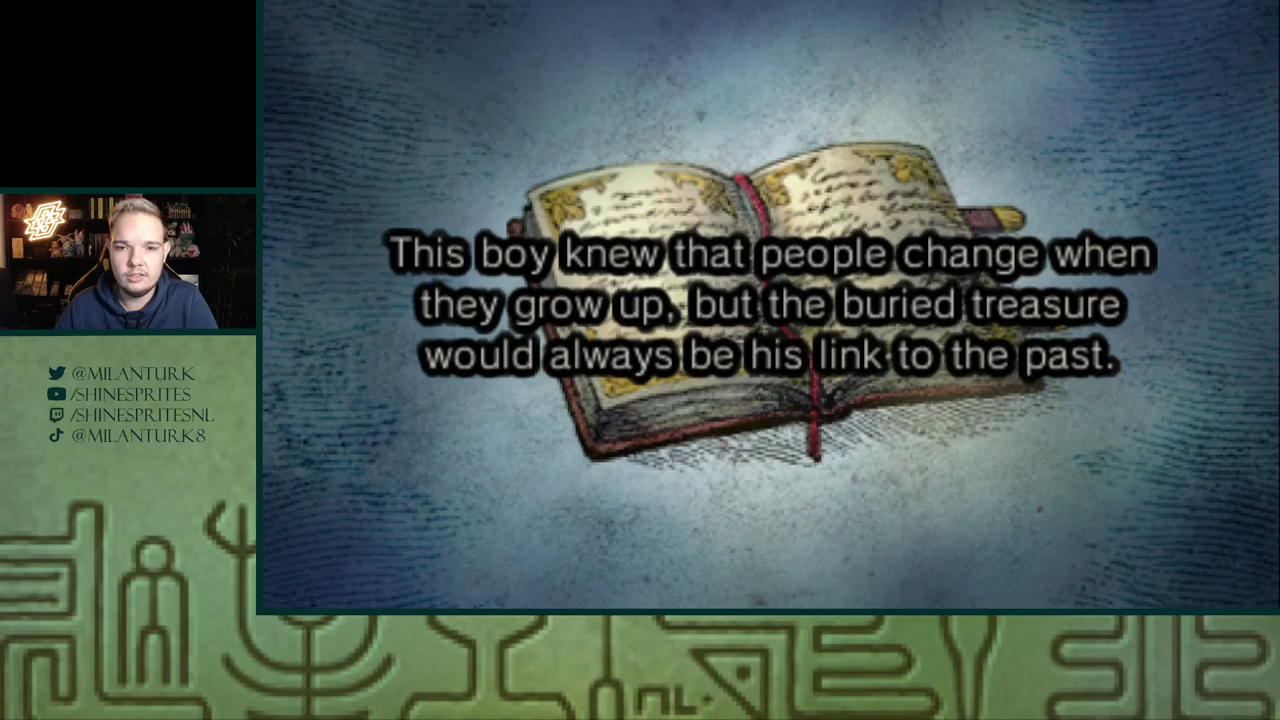 This boy knew that people change when
they grow up, but the buried treasure
would always be his link to the past.
@MILANTURK
/SHINESPRITES
/SHINESPRITESNL
@MILANTURK8